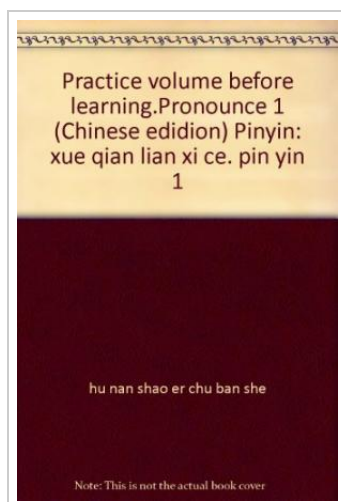 Practice volume before
learning.Pronounce 1
(Chinese edidion) Pinyin:
xue qian lian xi ce. pin yin
1
hu nan shao er chu ban she
Note: This is not the actual book cover